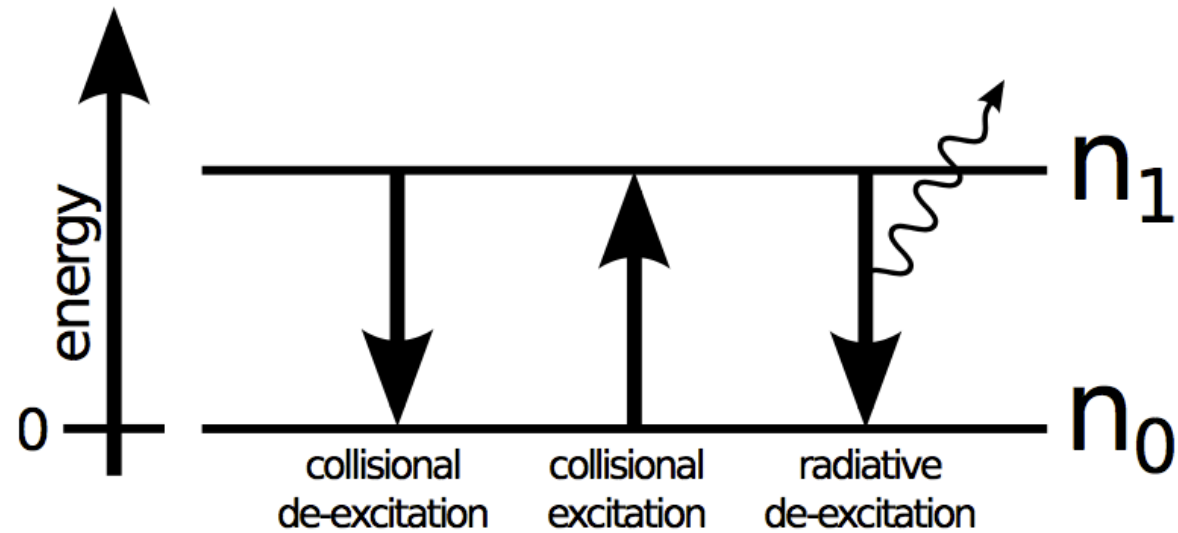 energy
0
n1
n0
collisional
de-excitation
collisional
excitation
radiative
de-excitation